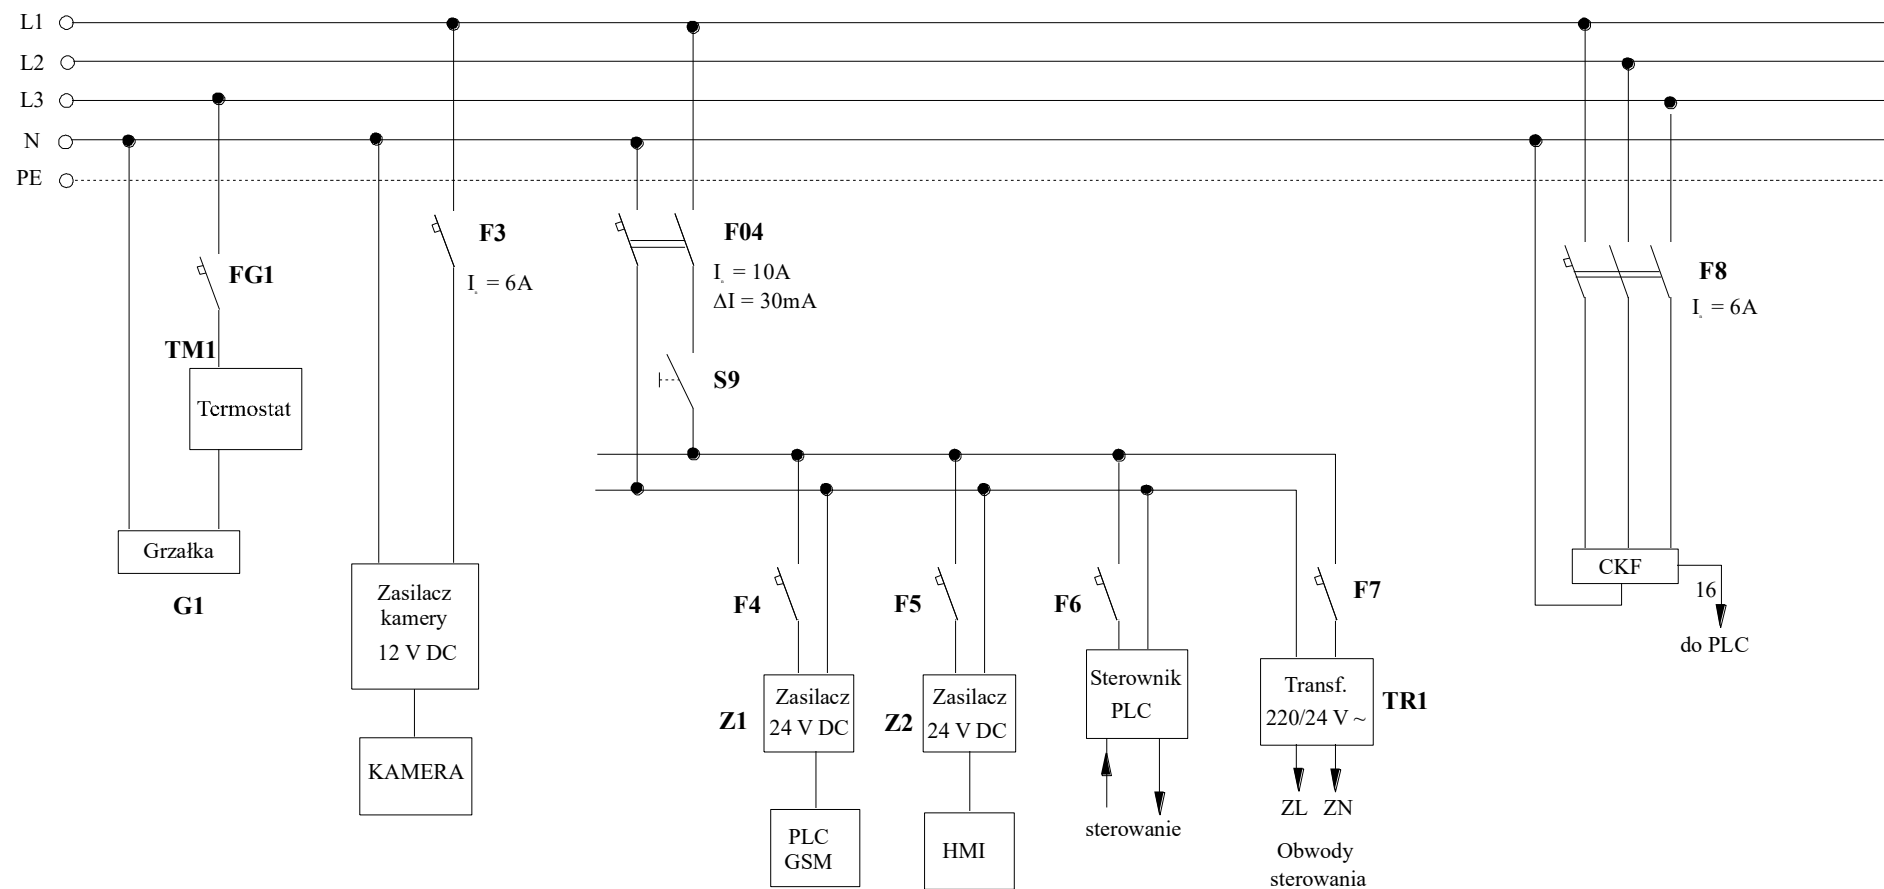 L1
L2
L3
N
PE
F3
I = 6A
F04
I = 10A
ΔI = 30mA
F8
I = 6A
FG1
TM1
Termostat
S9
Grzałka
G1
Zasilacz
kamery
12 V DC
KAMERA
F4
F5
F6
F7
CKF
16
do PLC
Z1
Zasilacz
24 V DC
Z2
Zasilacz
24 V DC
Sterownik
PLC
Transf.
220/24 V ~
TR1
PLC
GSM
HMI
sterowanie
ZL ZN
Obwody
sterowania